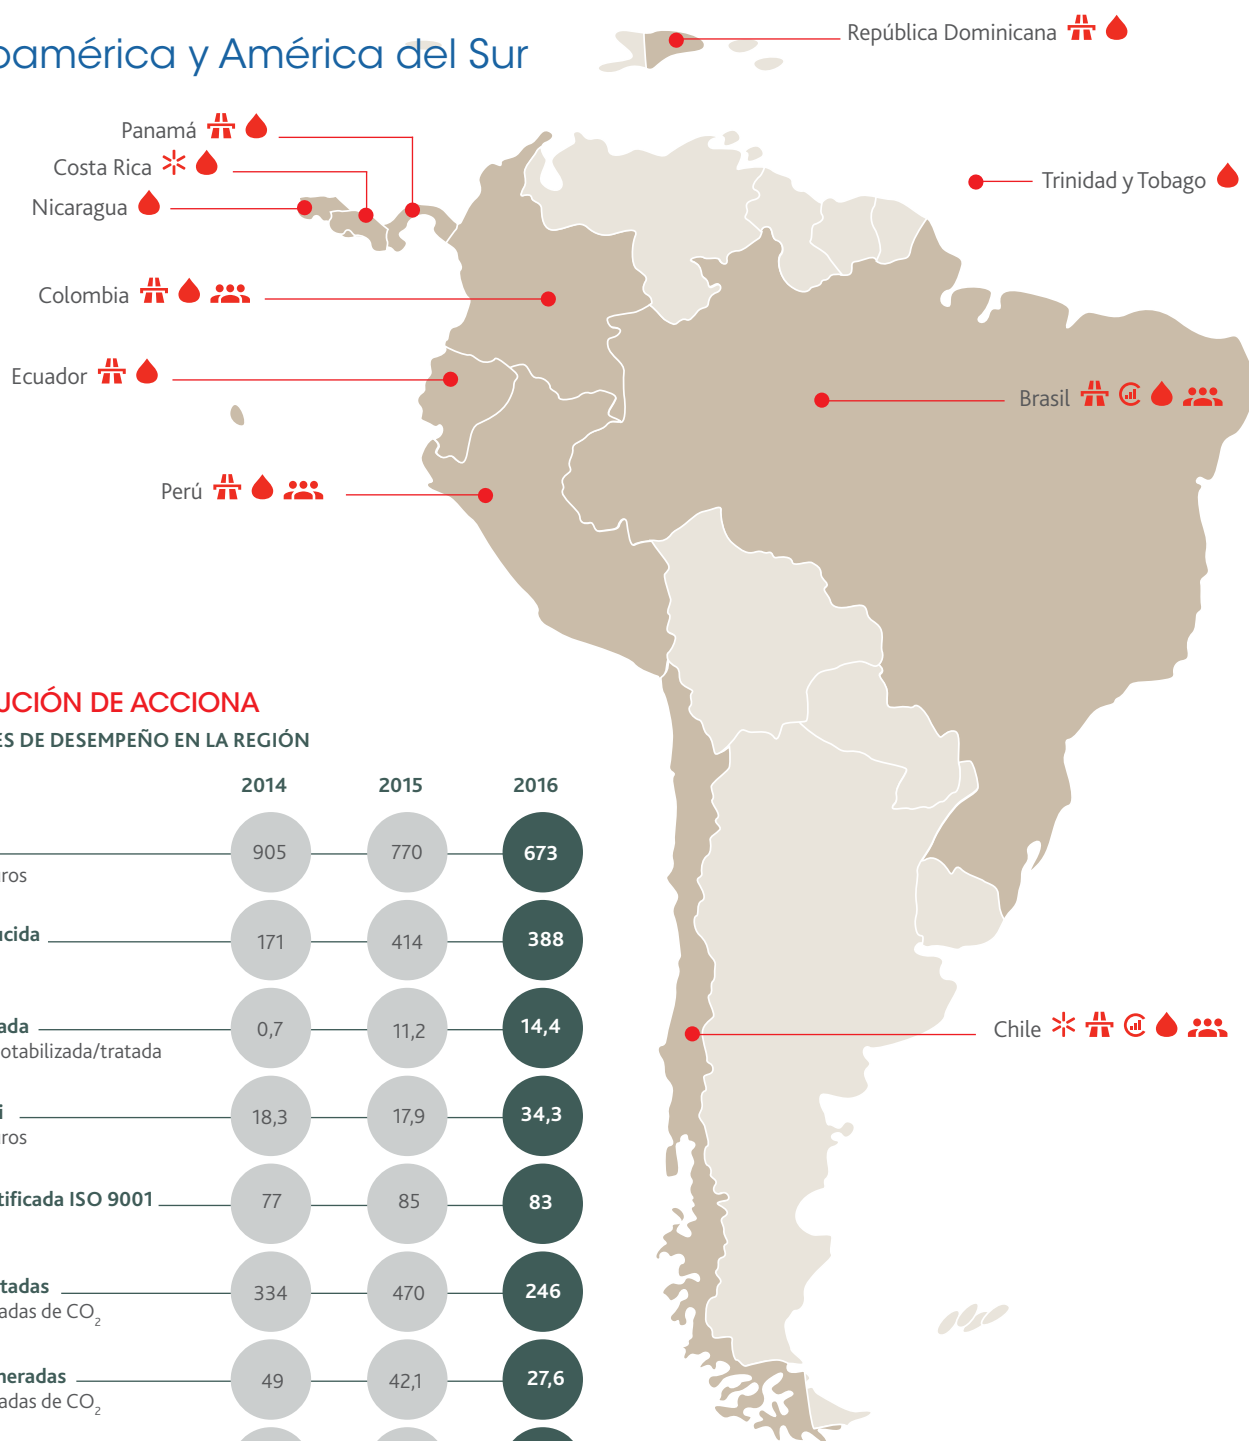 oamérica y América del Sur
República Dominicana
Panamá
Costa Rica
Nicaragua
Trinidad y Tobago
Colombia
Ecuador
Brasil
Perú
UCIÓN DE ACCIONA
ES DE DESEMPEÑO EN LA REGIÓN
2014 2015 2016
905 770 673
ros
ucida 171 414 388
ada 0,7 11,2 14,4
otabilizada/tratada
Chile
i 18,3 17,9 34,3
ros
tificada ISO 9001 77 85 83
tadas 334 470 246
adas de CO₂
neradas 49 42,1 27,6
adas de CO₂